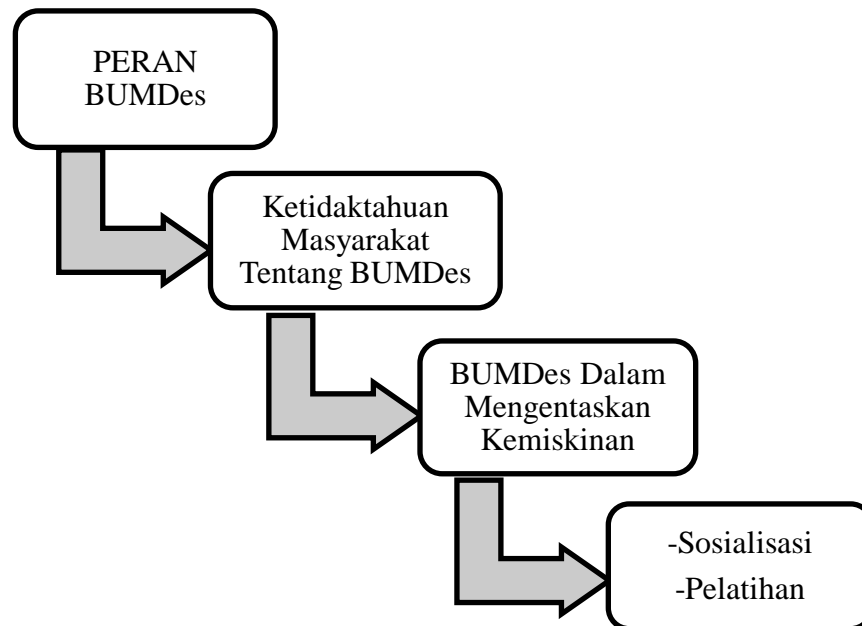 PERAN
BUMDes
Ketidaktahuan
Masyarakat
Tentang BUMDes
BUMDes Dalam
Mengentaskan
Kemiskinan
-Sosialisasi
-Pelatihan